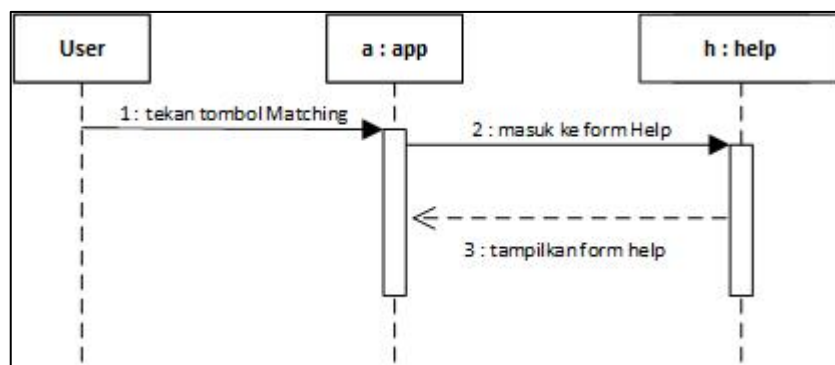 User
a : app
h : help
1 : tekan tombol Matching
2 : masuk ke form Help
3 : tampilkan form help